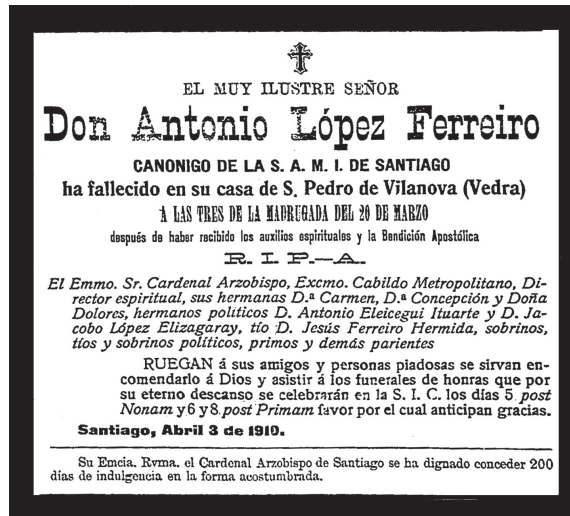 EL MUY ILUSTRE SEÑOR
Don Antonio López Ferreiro
CANONIGO DE LA S. A. M. I. DE SANTIAGO
ha fallecido en su casa de S. Pedro de Vilanova (Vedra)
Á LAS TRES DE LA MADRUGADA DEL 20 DE MARZO
después de haber recibido los auxilios espirituales y la Bendición Apostólica
R. I. P.—A.
El Emmo. Sr. Cardenal Arzobispo, Excmo. Cabildo Metropolitano, Di-
rector espiritual, sus hermanas D.ª Carmen, D.ª Concepción y Doña
Dolores, hermanos politicos D. Antonio Eleicegui Ituarte y D. Ja-
cobo López Elizagaray, tío D. Jesús Ferreiro Hermida, sobrinos,
tíos y sobrinos políticos, primos y demás parientes
RUEGAN á sus amigos y personas piadosas se sirvan en-
comendarlo á Dios y asistir á los funerales de honras que por
su eterno descanso se celebrarán en la S. I. C. los días 5 post
Nonam y 6 y 8 post Primam favor por el cual anticipan gracias.
Santiago, Abril 3 de 1910.
Su Emcia. Rvma. el Cardenal Arzobispo de Santiago se ha dignado conceder 200
días de indulgencia en la forma acostumbrada.